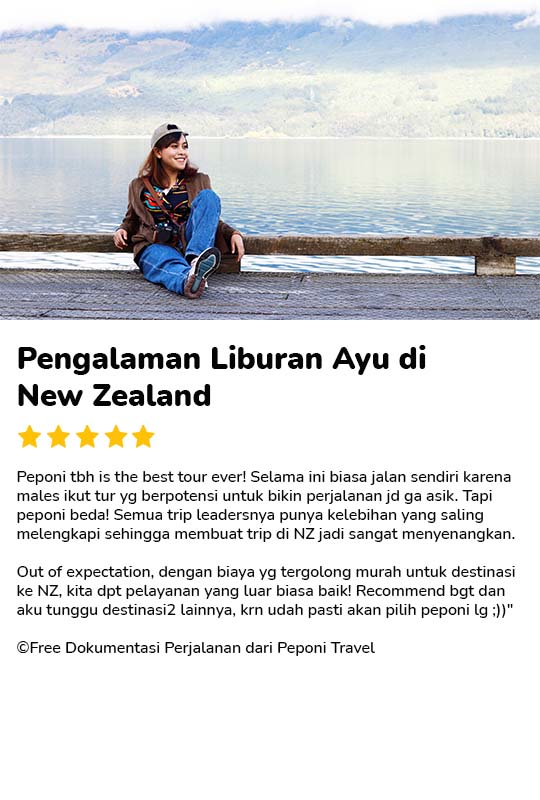 Pengalaman Liburan Ayu di
New Zealand
Peponi tbh is the best tour ever! Selama ini biasa jalan sendiri karena
males ikut tur yg berpotensi untuk bikin perjalanan jd ga asik. Tapi
peponi beda! Semua trip leadersnya punya kelebihan yang saling
melengkapi sehingga membuat trip di NZ jadi sangat menyenangkan.
Out of expectation, dengan biaya yg tergolong murah untuk destinasi
ke NZ, kita dpt pelayanan yang luar biasa baik! Recommend bgt dan
aku tunggu destinasi2 lainnya, krn udah pasti akan pilih peponi lg ;))"
©Free Dokumentasi Perjalanan dari Peponi Travel